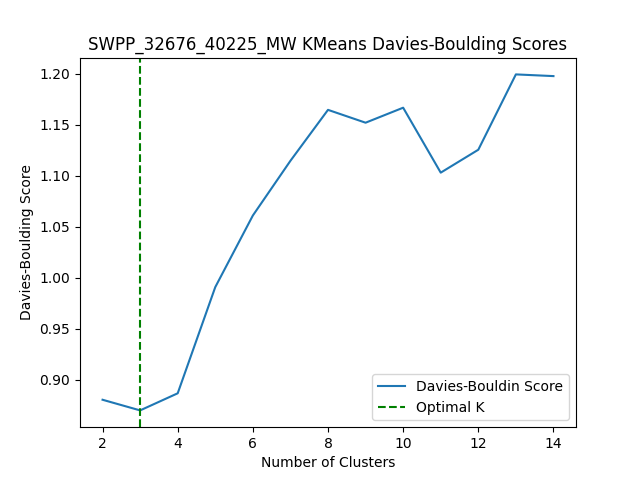 SWPP_32676_40225_MW KMeans Davies-Boulding Scores
1.20
1.15
1.10
1.05
1.00
0.95
0.90
Davies-Boulding Score
Davies-Bouldin Score
Optimal K
2 4 6 8 10 12 14
Number of Clusters